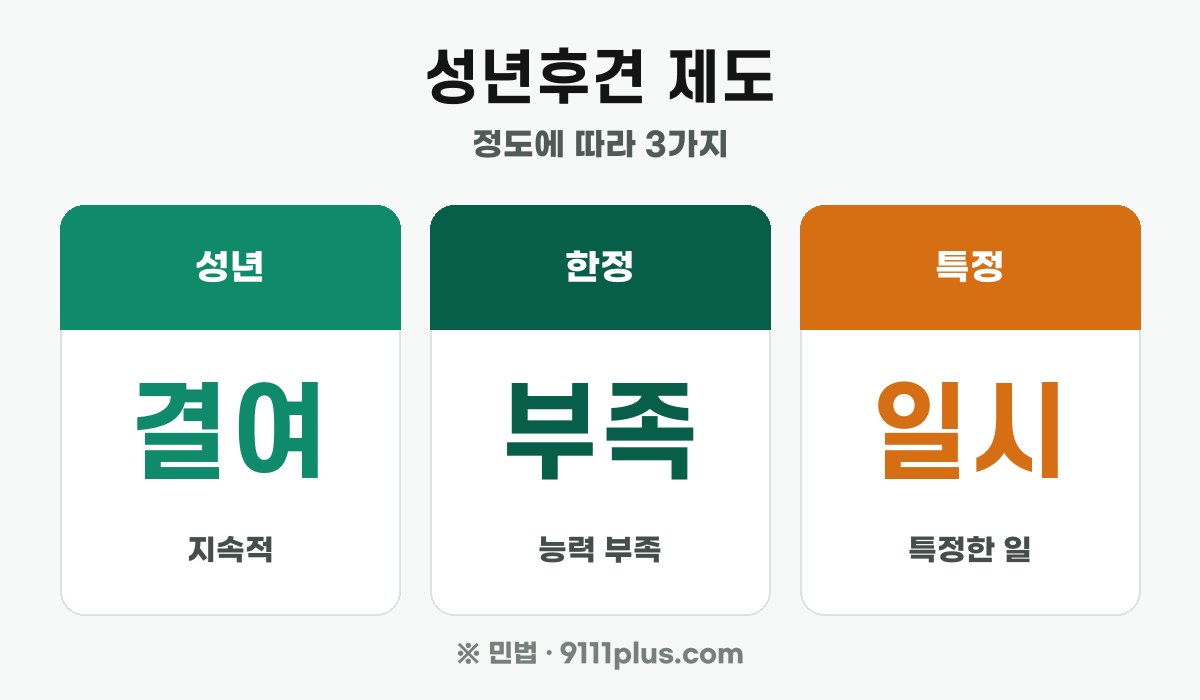 성년후견 제도
정도에 따라 3가지
성년
결여
지속적
한정
부족
능력 부족
특정
일시
특정한 일
※ 민법 · 9111plus.com